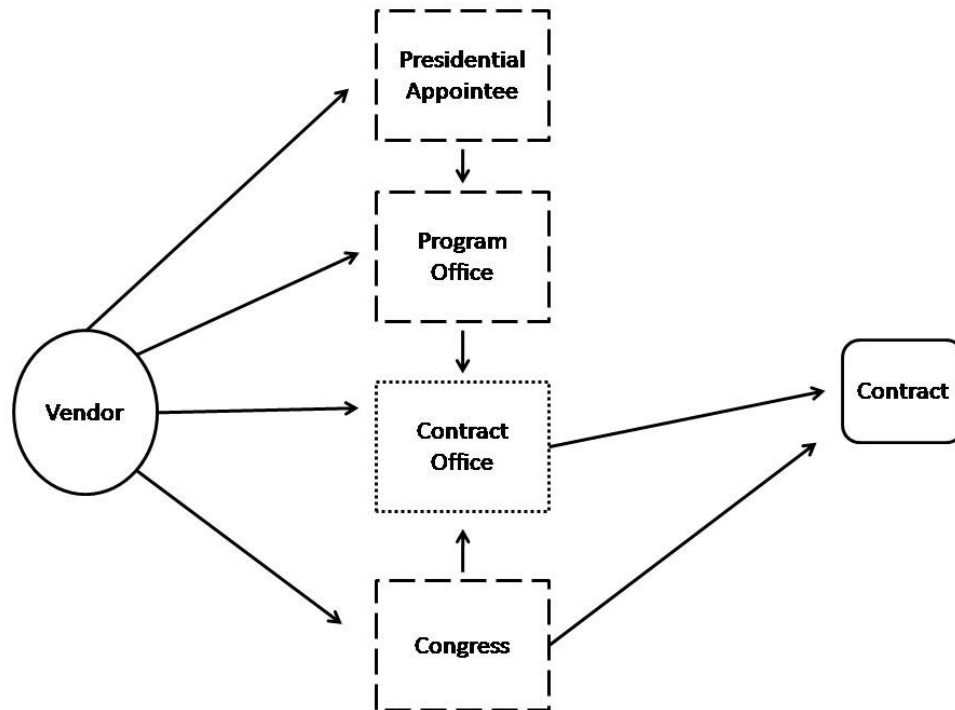 Presidential
Appointee
Program
Office
Vendor
Contract
Office
Contract
Congress